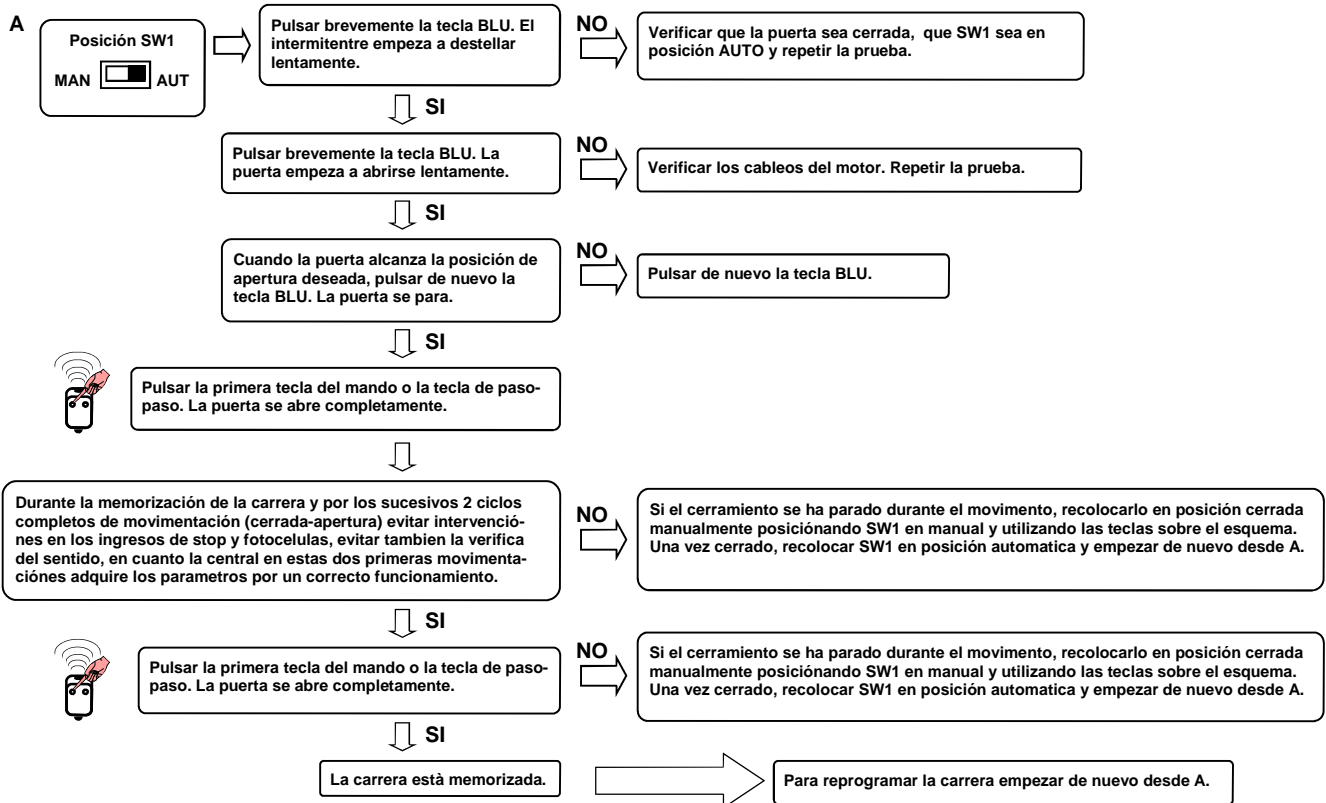 A
Posición SW1
MAN AUT
Pulsar brevemente la tecla BLU. El
intermitentre empeza a destellar
lentamente.
NO
Verificar que la puerta sea cerrada, que SW1 sea en
posición AUTO y repetir la prueba.
SI
Pulsar brevemente la tecla BLU. La
puerta empeza a abrirse lentamente.
NO
Verificar los cableos del motor. Repetir la prueba.
SI
Cuando la puerta alcanza la posición de
apertura deseada, pulsar de nuevo la
tecla BLU. La puerta se para.
NO
Pulsar de nuevo la tecla BLU.
SI
Pulsar la primera tecla del mando o la tecla de paso-
paso. La puerta se abre completamente.
Durante la memorización de la carrera y por los sucesivos 2 ciclos
completos de movimentación (cerrada-apertura) evitar intervenció-
nes en los ingresos de stop y fotocelulas, evitar tambien la verifica
del sentido, en cuanto la central en estas dos primeras movimenta-
ciónes adquire los parametros por un correcto funcionamiento.
NO
Si el cerramiento se ha parado durante el movimento, recolocarlo en posición cerrada
manualmente posiciónando SW1 en manual y utilizando las teclas sobre el esquema.
Una vez cerrado, recolocar SW1 en posición automatica y empezar de nuevo desde A.
SI
Pulsar la primera tecla del mando o la tecla de paso-
paso. La puerta se abre completamente.
NO
Si el cerramiento se ha parado durante el movimento, recolocarlo en posición cerrada
manualmente posiciónando SW1 en manual y utilizando las teclas sobre el esquema.
Una vez cerrado, recolocar SW1 en posición automatica y empezar de nuevo desde A.
SI
La carrera està memorizada.
Para reprogramar la carrera empezar de nuevo desde A.